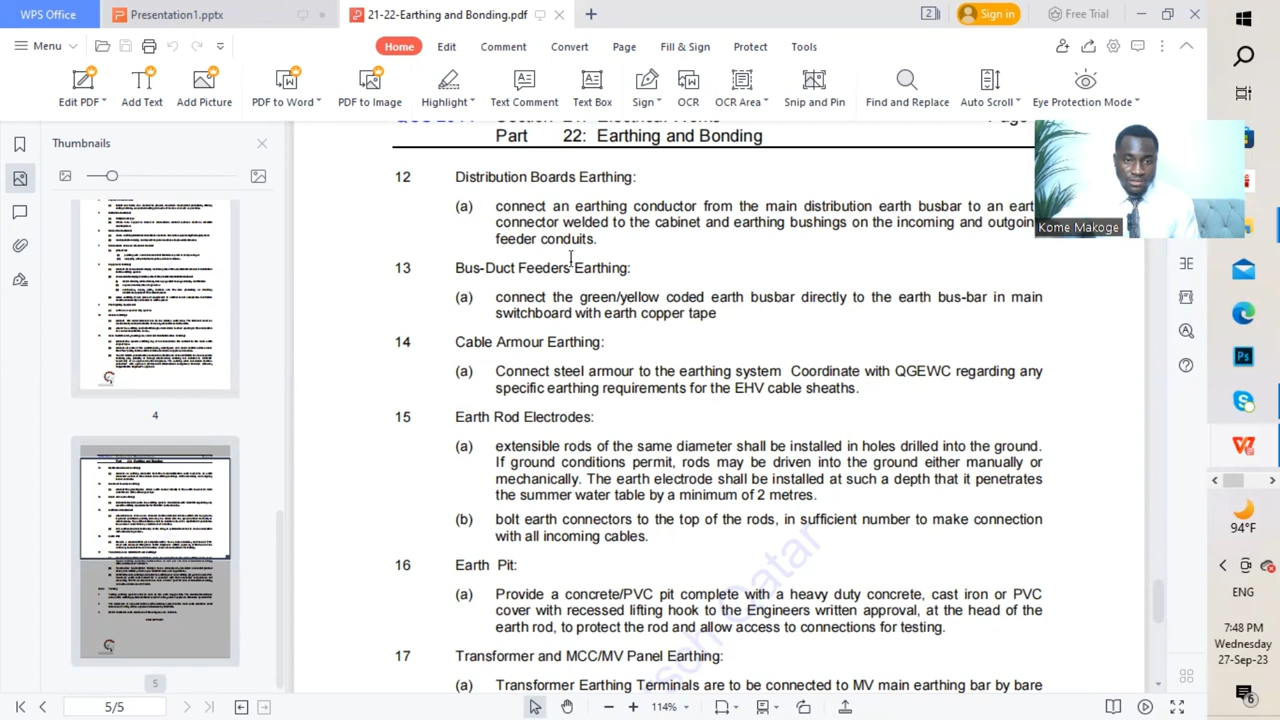 WPS Office
Presentation1.pptx
21-22-Earthing and Bonding.pdf
2
Sign in
Free Trial
Menu
Home
Edit
Comment
Convert
Page
Fill & Sign
Protect
Tools
Edit PDF
Add Text
Add Picture
PDF to Word
PDF to Image
Highlight
Text Comment
Text Box
Sign
OCR
OCR Area
Snip and Pin
Find and Replace
Auto Scroll
Eye Protection Mode
Thumbnails
4
5
Part 22: Earthing and Bonding
12 Distribution Boards Earthing:
(a) connect an earthing conductor from the main distribution earth busbar to an eart
connector welded to the cabinet and earthing bushings on the incoming and outgoin
feeder conduits.
13 Bus-Duct Feeders Earthing:
(a) connect the green/yellow coded earth busbar directly to the earth bus-bar in main
switchboard with earth copper tape
14 Cable Armour Earthing:
(a) Connect steel armour to the earthing system Coordinate with QGEWC regarding any
specific earthing requirements for the EHV cable sheaths.
15 Earth Rod Electrodes:
(a) extensible rods of the same diameter shall be installed in holes drilled into the ground.
If ground conditions permit, rods may be driven into the ground either manually or
mechanically. The earth electrode shall be installed at such a depth that it penetrates
the summer water table by a minimum of 2 metres.
(b) bolt earth connectors to the top of the rods, in sufficient number to make connection
with all incoming cables.
16 Earth Pit:
(a) Provide a concrete/PVC pit complete with a heavy duty concrete, cast iron or PVC
cover with recessed lifting hook to the Engineers written approval, at the head of the
earth rod, to protect the rod and allow access to connections for testing.
17 Transformer and MCC/MV Panel Earthing:
(a) Transformer Earthing Terminals are to be connected to MV main earthing bar by bare
Kome Makoge
5/5
114%
94°F
ENG
7:48 PM
Wednesday
27-Sep-23
6